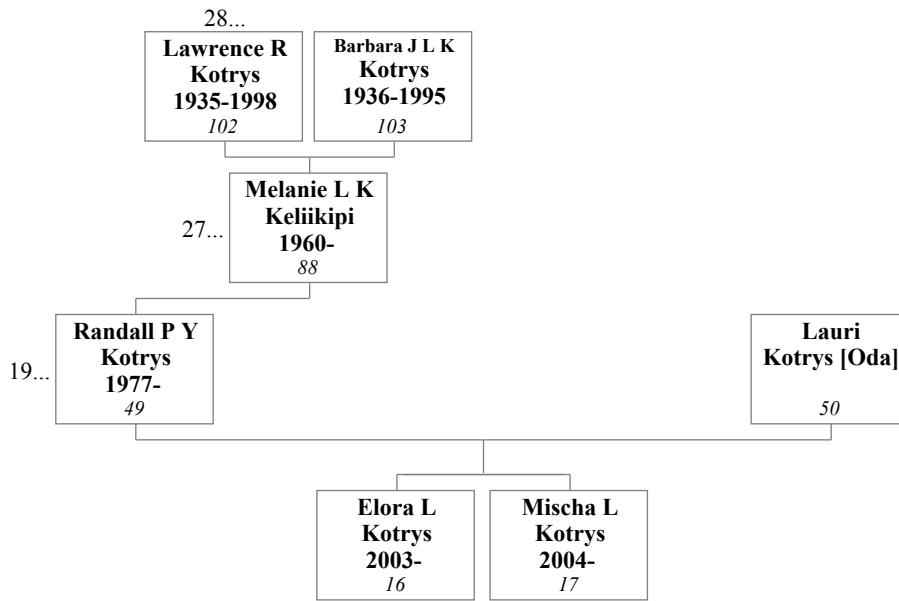 28...
Lawrence R
Kotrys
1935-1998
102
Barbara J L K
Kotrys
1936-1995
103
27...
Melanie L K
Keliikipi
1960-
88
19...
Randall P Y
Kotrys
1977-
49
Lauri
Kotrys [Oda]
50
Elora L
Kotrys
2003-
16
Mischa L
Kotrys
2004-
17